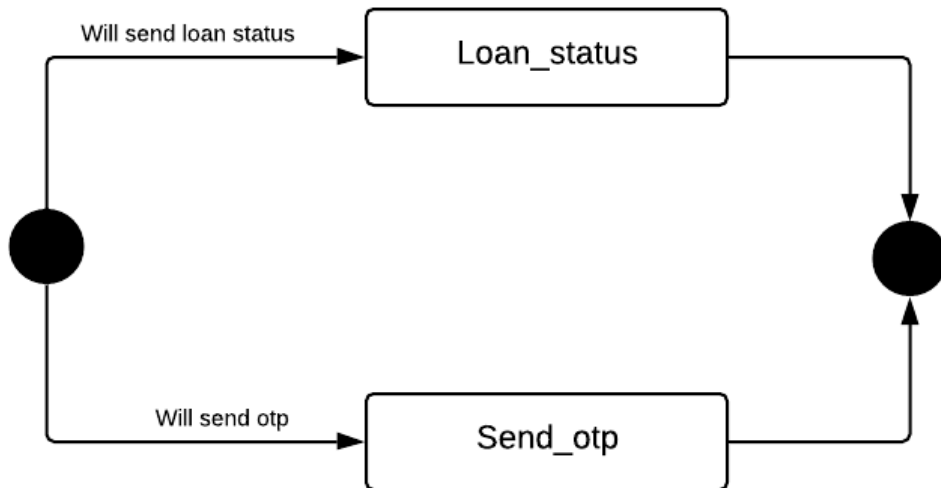 Will send loan status
Loan_status
Will send otp
Send_otp